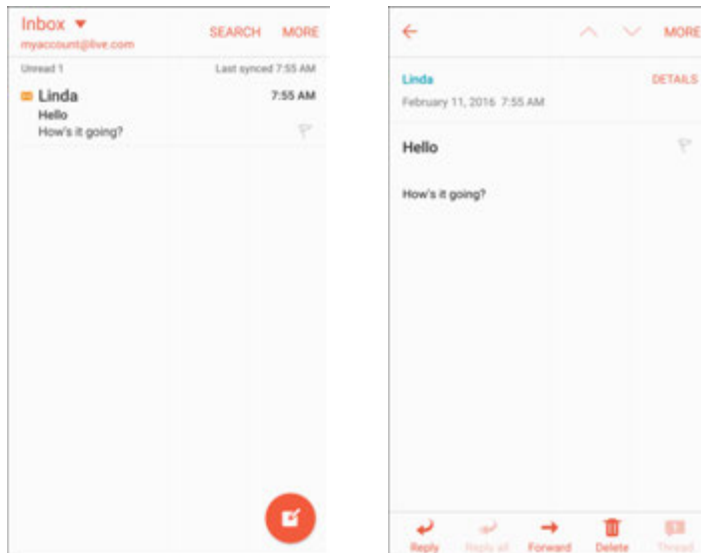 Inbox
SEARCH MORE
myaccount@live.com
Unread 1 Last synced 7:55 AM
Linda 7:55 AM
Hello
How's it going?
MORE
Linda DETAILS
February 11, 2016 7:55 AM
Hello
How's it going?
Reply Reply all Forward Delete Thread